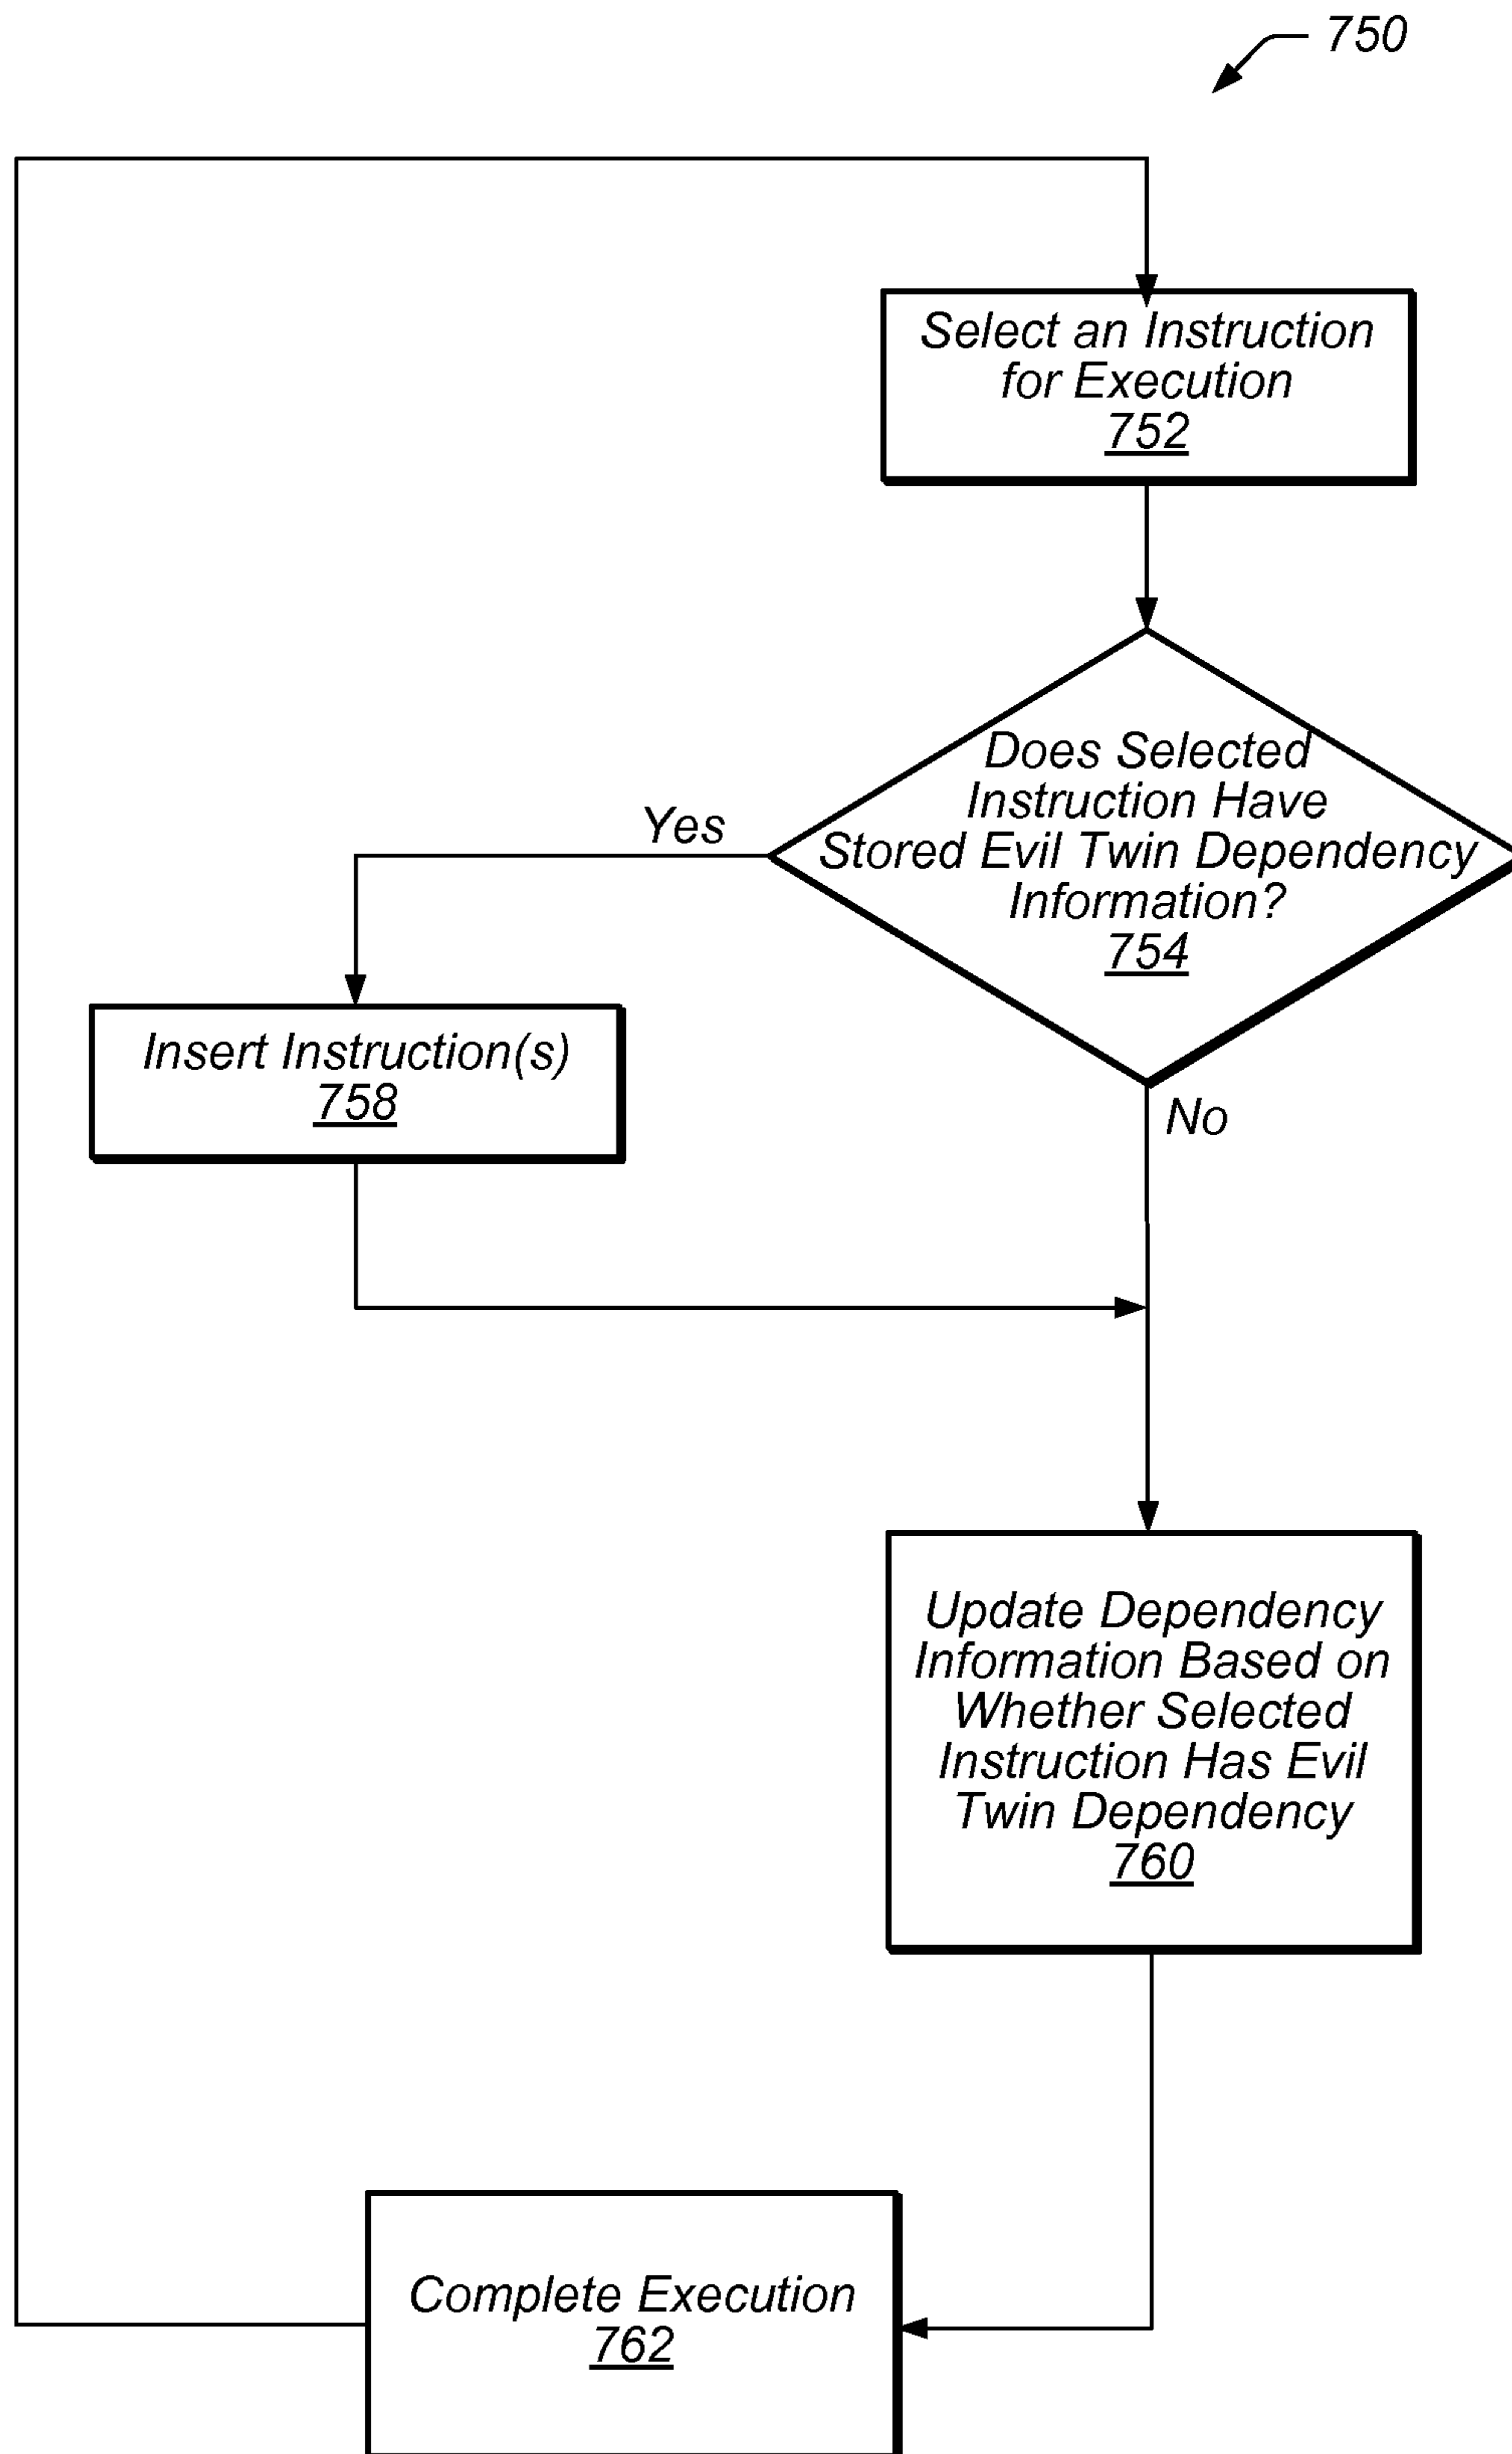 750
Select an Instruction
for Execution
752
Does Selected
Instruction Have
Stored Evil Twin Dependency
Information?
754
Yes
Insert Instruction(s)
758
No
Update Dependency
Information Based on
Whether Selected
Instruction Has Evil
Twin Dependency
760
Complete Execution
762